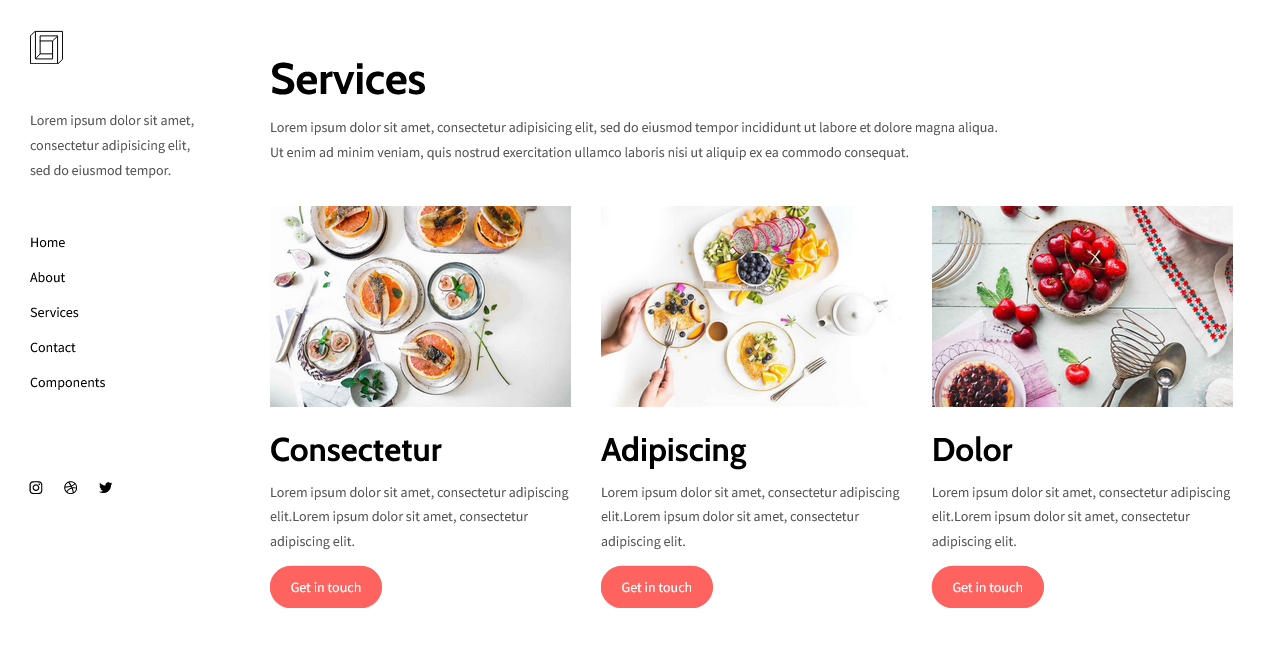 Lorem ipsum dolor sit amet,
consectetur adipisicing elit,
sed do eiusmod tempor.
Home
About
Services
Contact
Components
Services
Lorem ipsum dolor sit amet, consectetur adipisicing elit, sed do eiusmod tempor incididunt ut labore et dolore magna aliqua.
Ut enim ad minim veniam, quis nostrud exercitation ullamco laboris nisi ut aliquip ex ea commodo consequat.
Consectetur
Lorem ipsum dolor sit amet, consectetur adipiscing
elit.Lorem ipsum dolor sit amet, consectetur
adipiscing elit.
Get in touch
Adipiscing
Lorem ipsum dolor sit amet, consectetur adipiscing
elit.Lorem ipsum dolor sit amet, consectetur
adipiscing elit.
Get in touch
Dolor
Lorem ipsum dolor sit amet, consectetur adipiscing
elit.Lorem ipsum dolor sit amet, consectetur
adipiscing elit.
Get in touch